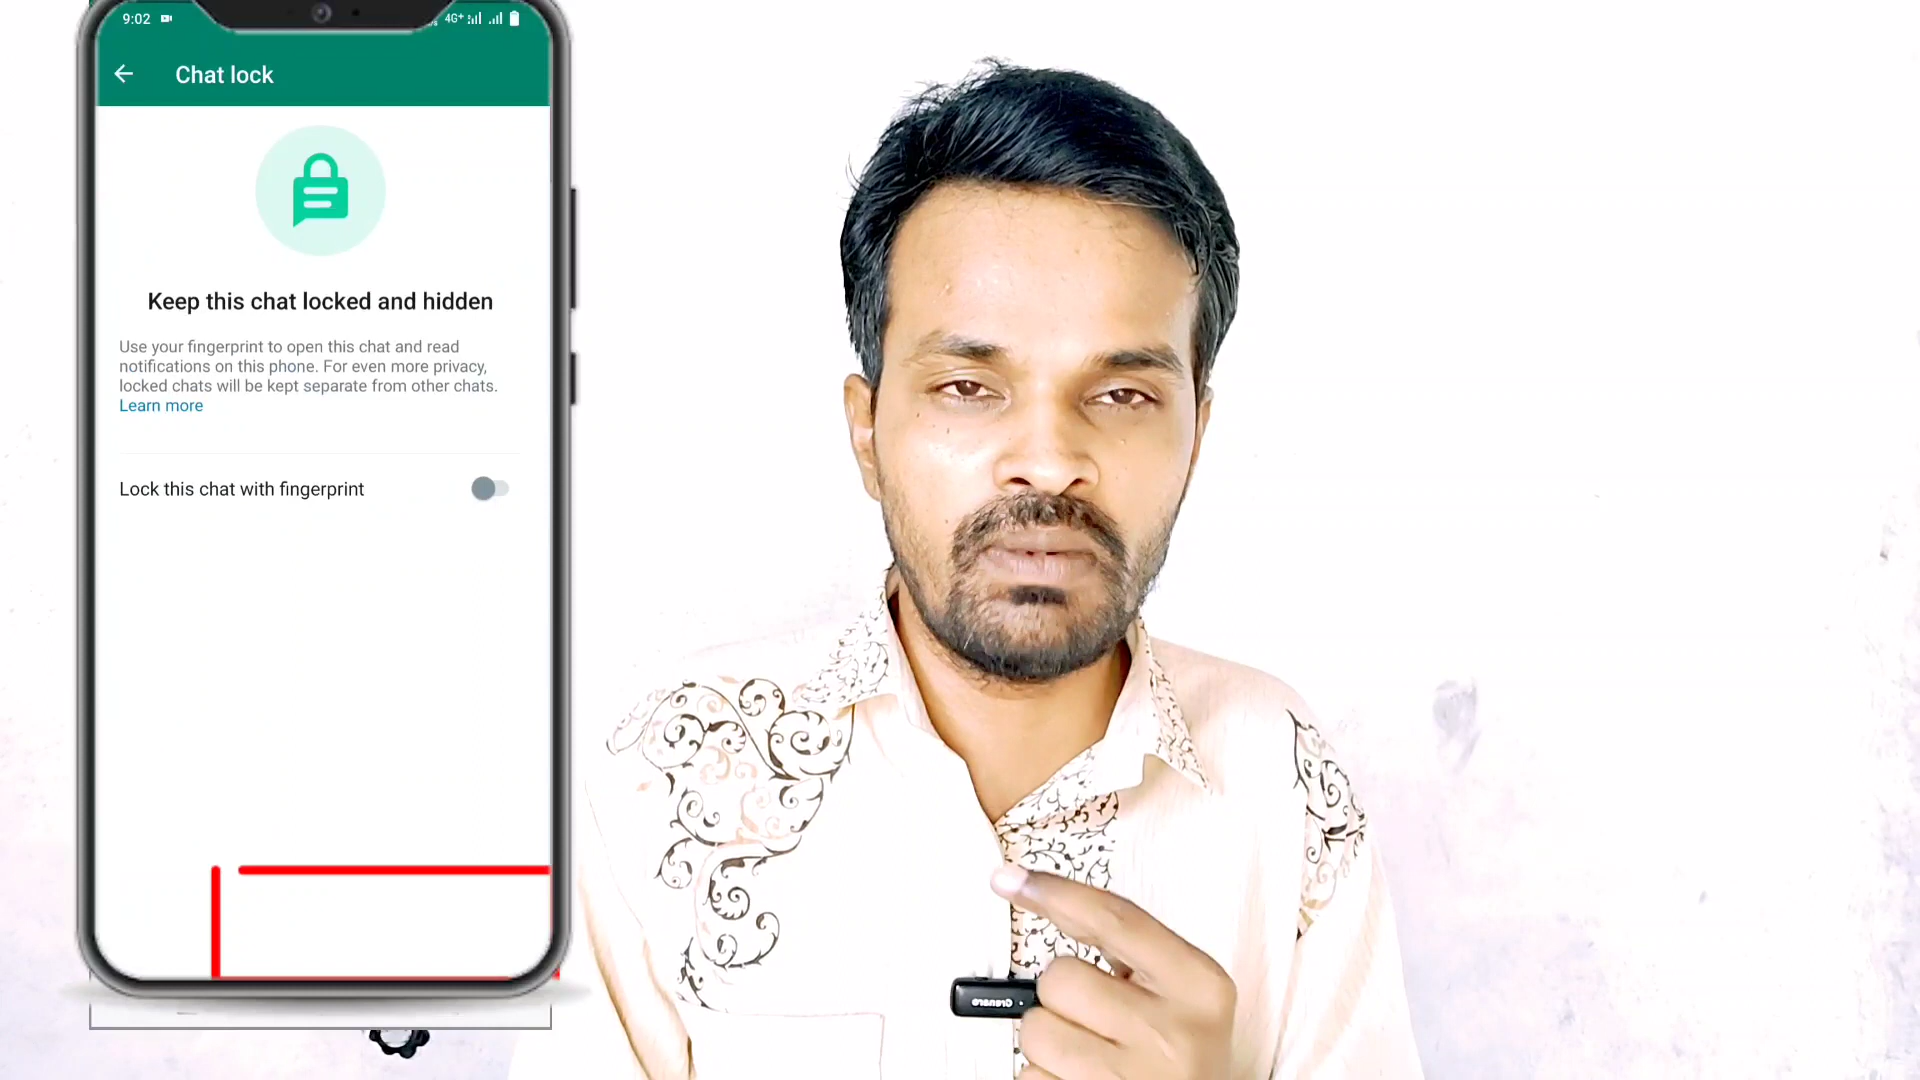 9:02
4G+
Chat lock
Keep this chat locked and hidden
Use your fingerprint to open this chat and read
notifications on this phone. For even more privacy,
locked chats will be kept separate from other chats.
Learn more
Lock this chat with fingerprint
Grenaro